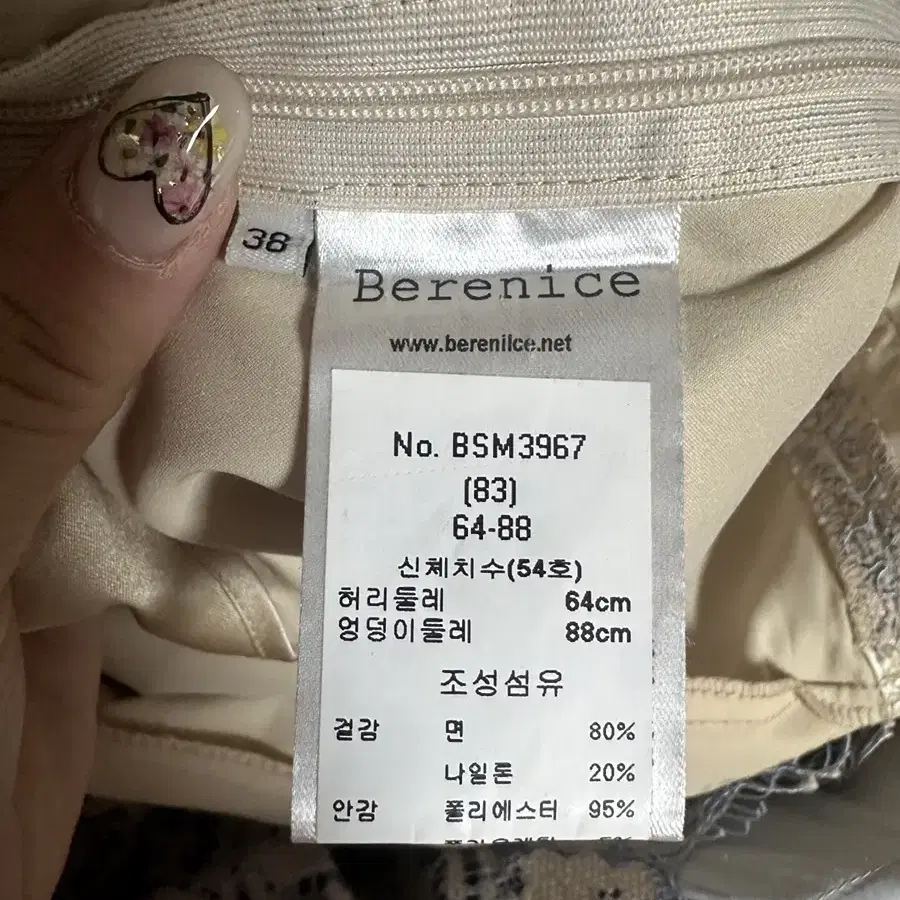 38
Berenice
www.berenilce.net
No. BSM3967
(83)
64-88
신체치수(54호)
허리둘레 64cm
엉덩이둘레 88cm
조성섬유
겉감 면 80%
나일론 20%
안감 폴리에스터 95%